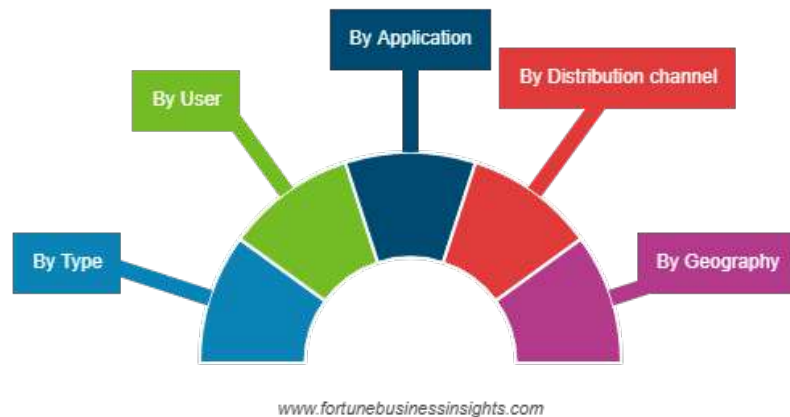 By Application
By Distribution channel
By User
By Type
By Geography
www.fortunebusinessinsights.com